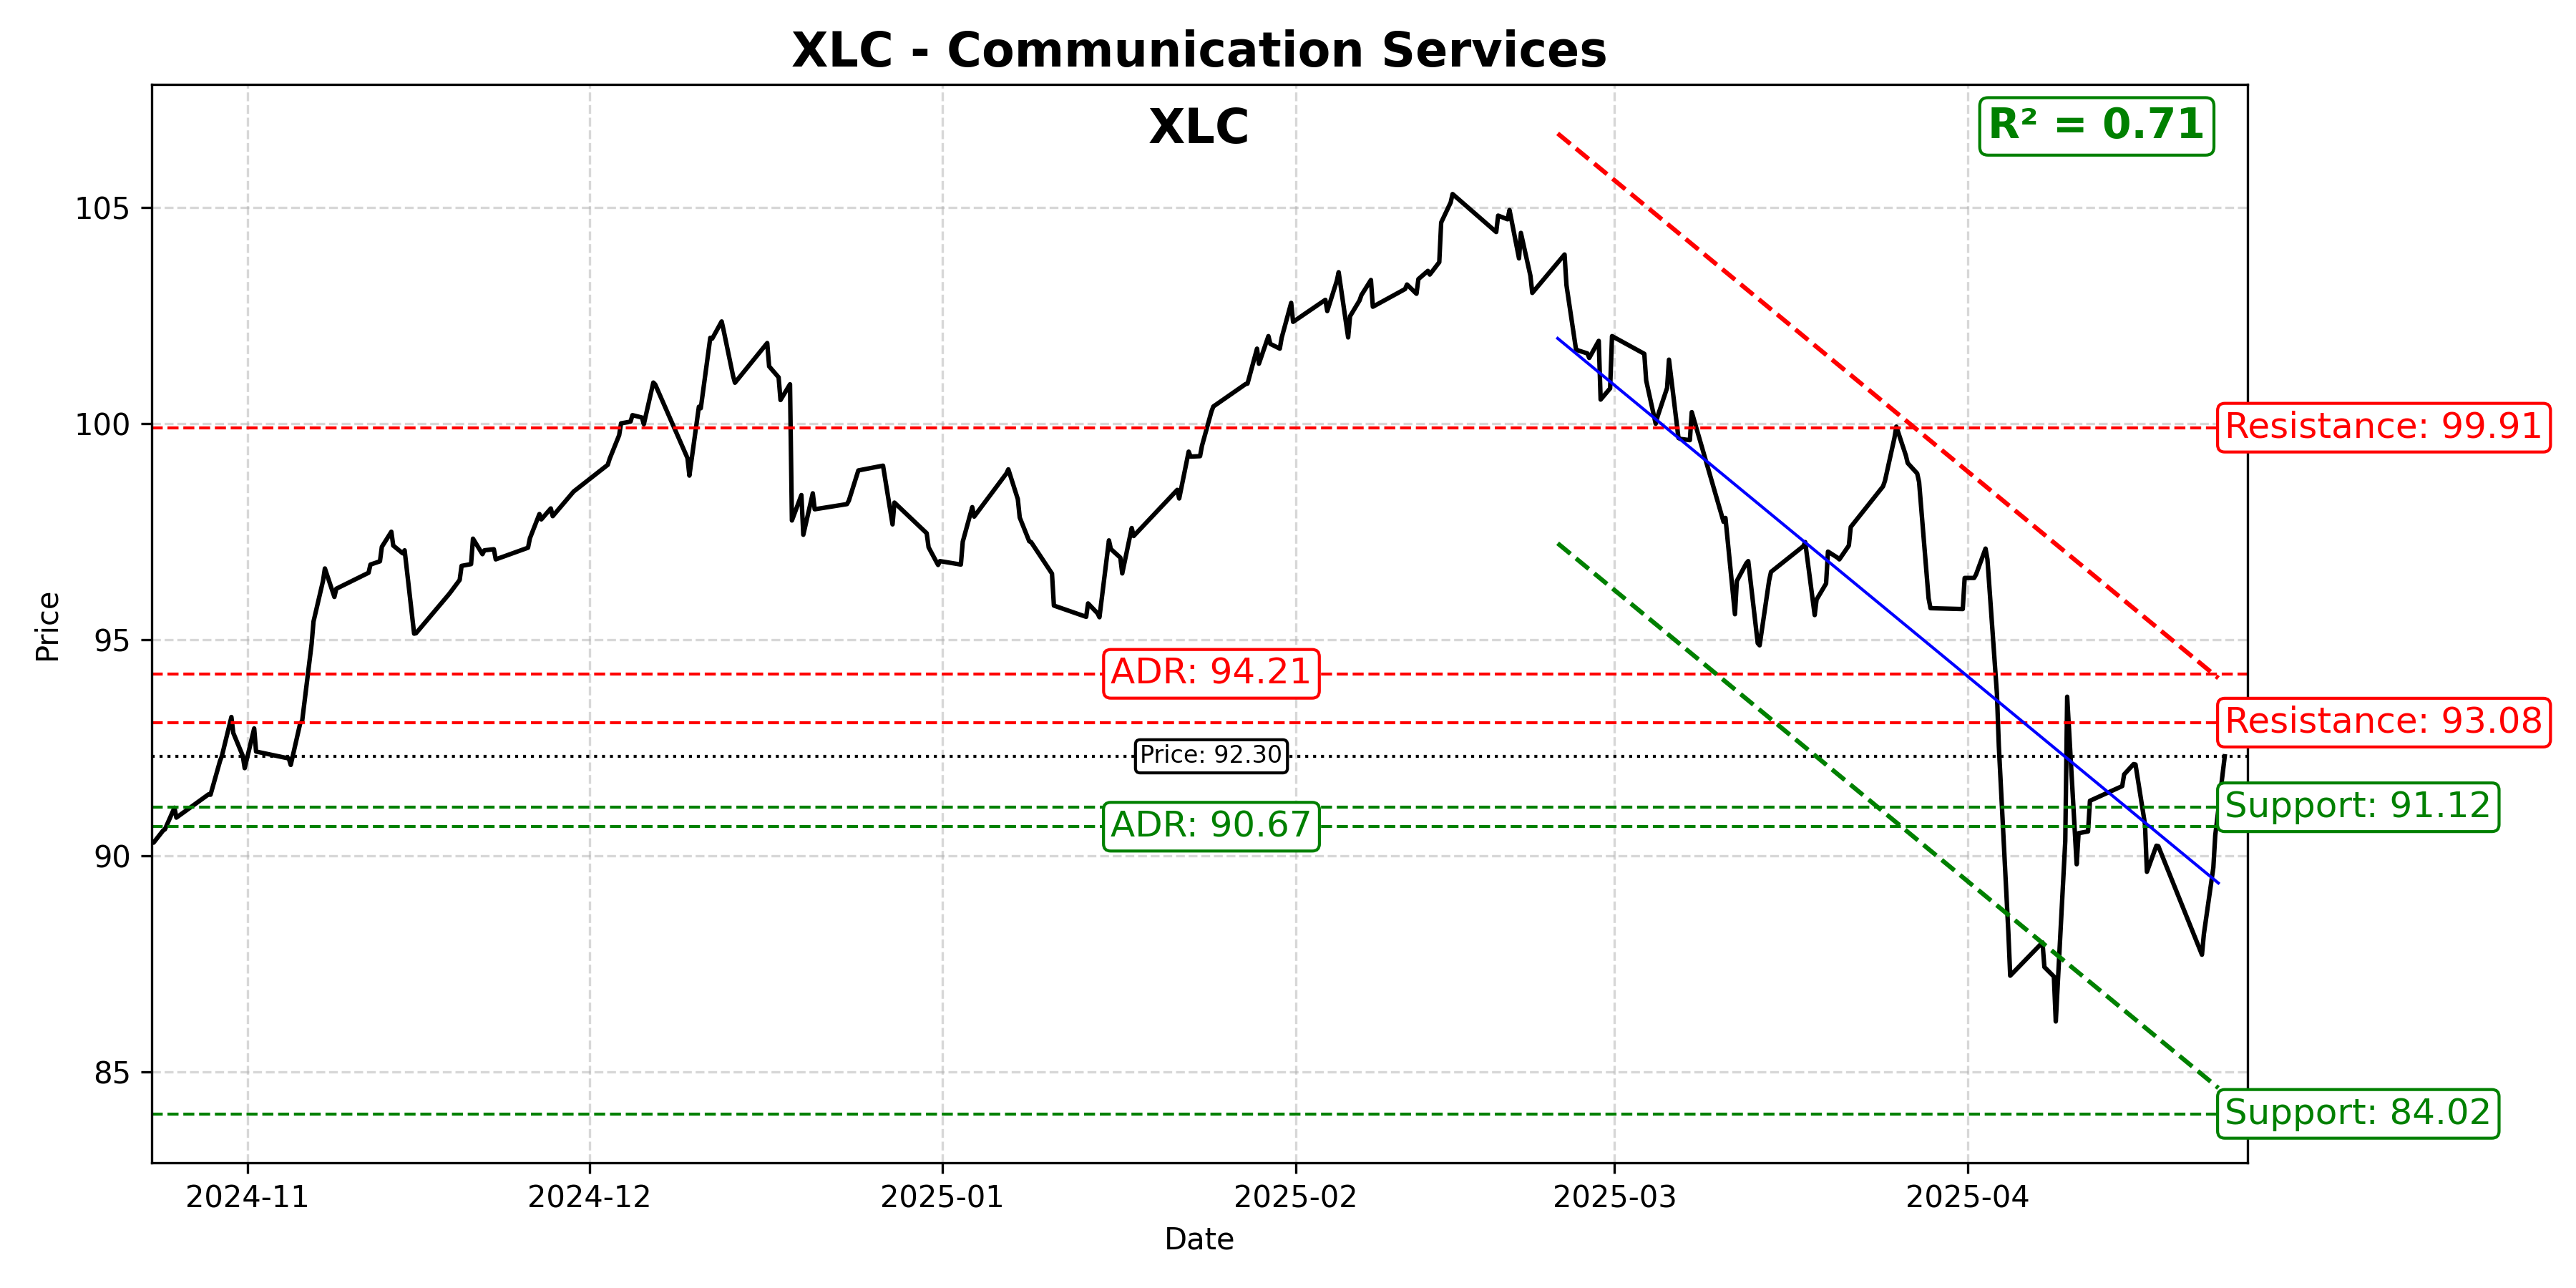 XLC - Communication Services
XLC
R² = 0.71
105
100
95
90
85
Price
Resistance: 99.91
ADR: 94.21
Resistance: 93.08
Price: 92.30
Support: 91.12
ADR: 90.67
Support: 84.02
2024-11
2024-12
2025-01
2025-02
2025-03
2025-04
Date